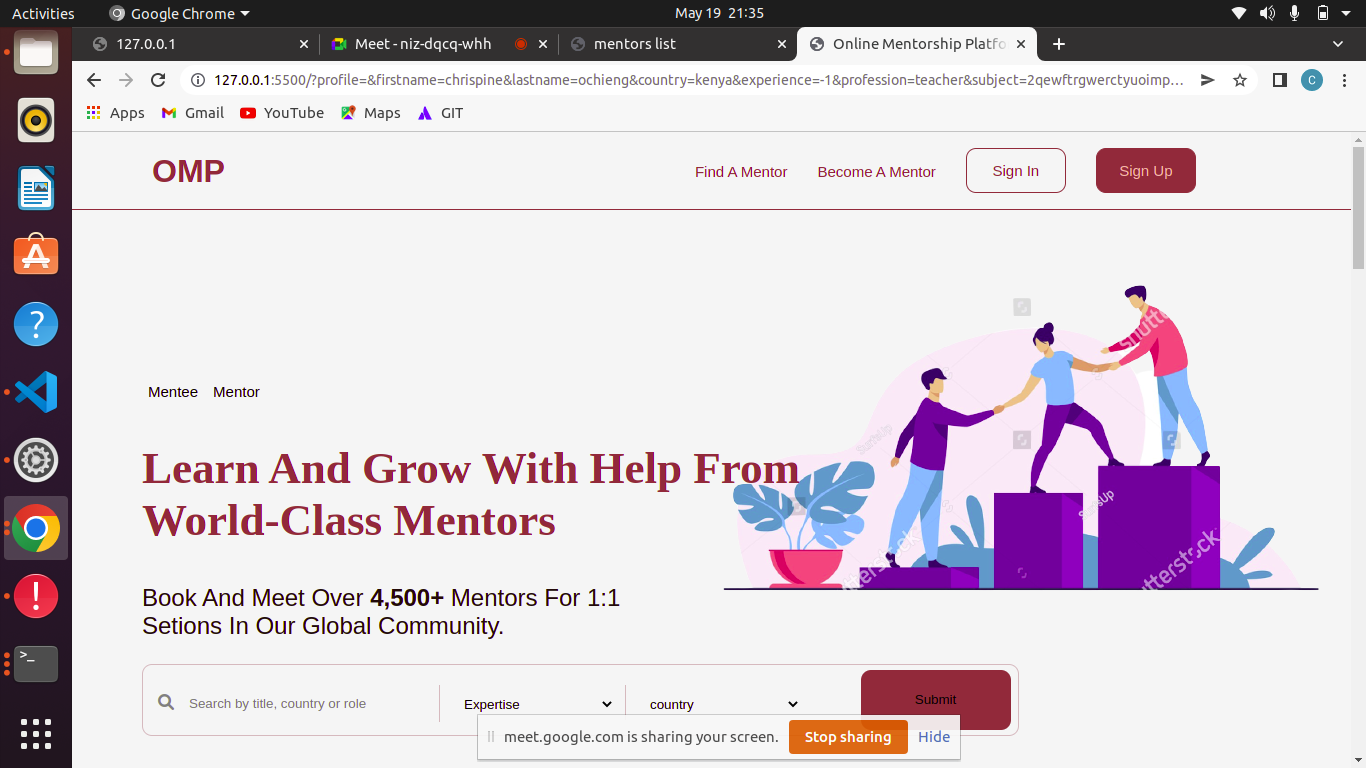 Activities
Google Chrome
May 19 21:35
127.0.0.1
Meet - niz-dqcq-whh
mentors list
Online Mentorship Platfo
127.0.0.1:5500/?profile=&firstname=chrispine&lastname=ochieng&country=kenya&experience=-1&profession=teacher&subject=2qewftrgwerctyuoimp...
C
Apps
Gmail
YouTube
Maps
GIT
OMP
Find A Mentor
Become A Mentor
Sign In
Sign Up
Mentee Mentor
Learn And Grow With Help From
World-Class Mentors
Book And Meet Over 4,500+ Mentors For 1:1
Setions In Our Global Community.
Search by title, country or role
Expertise
country
Submit
meet.google.com is sharing your screen.
Stop sharing
Hide
shutterstock